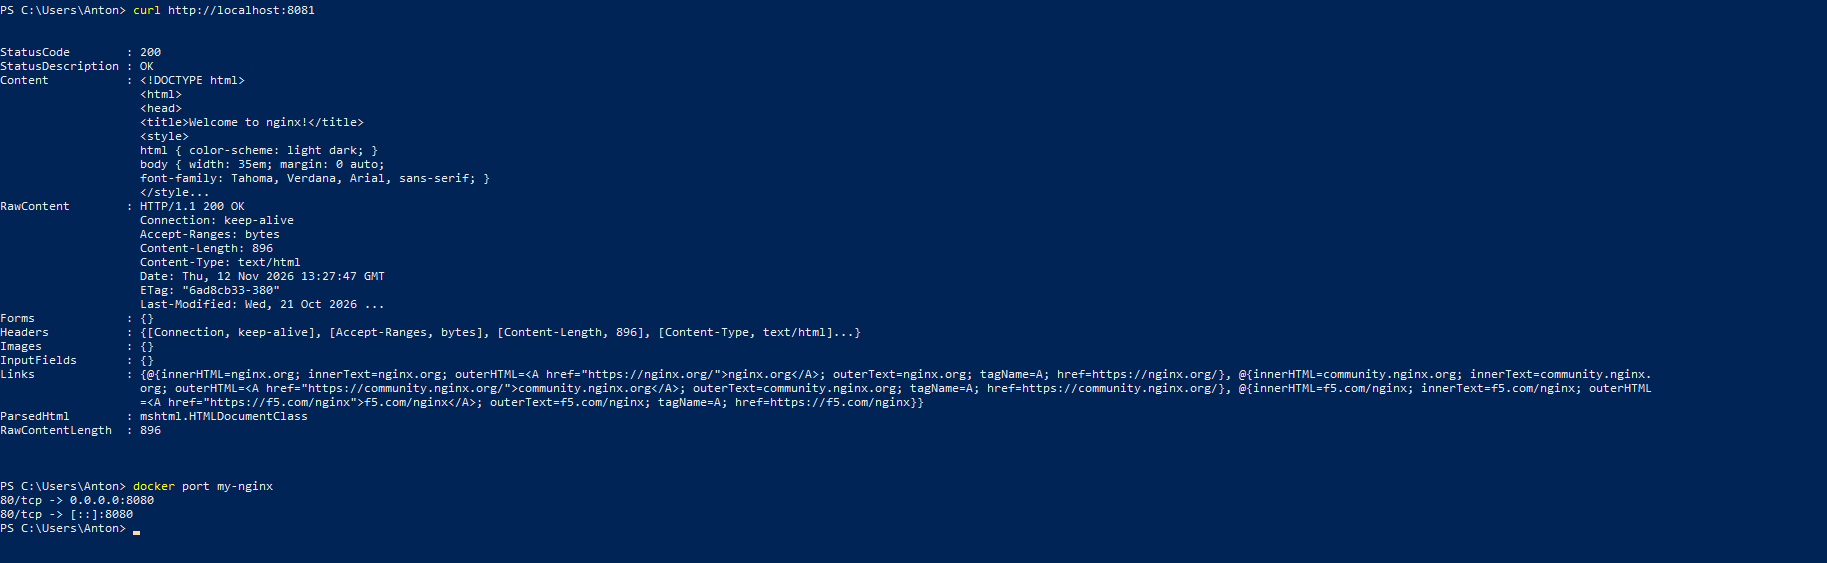 PS C:\Users\Anton> curl http://localhost:8081
StatusCode        : 200
StatusDescription : OK
Content           : <!DOCTYPE html>
                    <html>
                    <head>
                    <title>Welcome to nginx!</title>
                    <style>
                    html { color-scheme: light dark; }
                    body { width: 35em; margin: 0 auto;
                    font-family: Tahoma, Verdana, Arial, sans-serif; }
                    </style...
RawContent        : HTTP/1.1 200 OK
                    Connection: keep-alive
                    Accept-Ranges: bytes
                    Content-Length: 896
                    Content-Type: text/html
                    Date: Thu, 12 Nov 2026 13:27:47 GMT
                    ETag: "6ad8cb33-380"
                    Last-Modified: Wed, 21 Oct 2026 ...
Forms             : {}
Headers           : {[Connection, keep-alive], [Accept-Ranges, bytes], [Content-Length, 896], [Content-Type, text/html]...}
Images            : {}
InputFields       : {}
Links             : {@{innerHTML=nginx.org; innerText=nginx.org; outerHTML=<A href="https://nginx.org/">nginx.org</A>; outerText=nginx.org; tagName=A; href=https://nginx.org/}, @{innerHTML=community.nginx.org; innerText=community.nginx.
                    org; outerHTML=<A href="https://community.nginx.org/">community.nginx.org</A>; outerText=community.nginx.org; tagName=A; href=https://community.nginx.org/}, @{innerHTML=f5.com/nginx; innerText=f5.com/nginx; outerHTML
                    =<A href="https://f5.com/nginx">f5.com/nginx</A>; outerText=f5.com/nginx; tagName=A; href=https://f5.com/nginx}}
ParsedHtml        : mshtml.HTMLDocumentClass
RawContentLength  : 896
PS C:\Users\Anton> docker port my-nginx
80/tcp -> 0.0.0.0:8080
80/tcp -> [::]:8080
PS C:\Users\Anton>